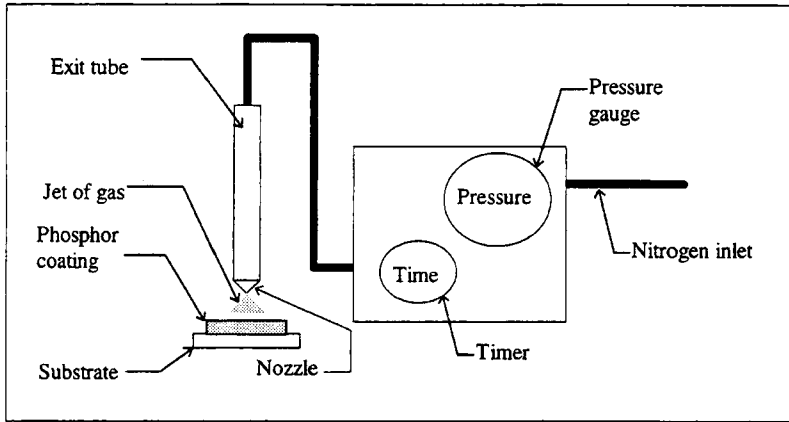 Exit tube
Pressure
gauge
Jet of gas
Pressure
Phosphor
coating
Nitrogen inlet
Time
Nozzle
Timer
Substrate